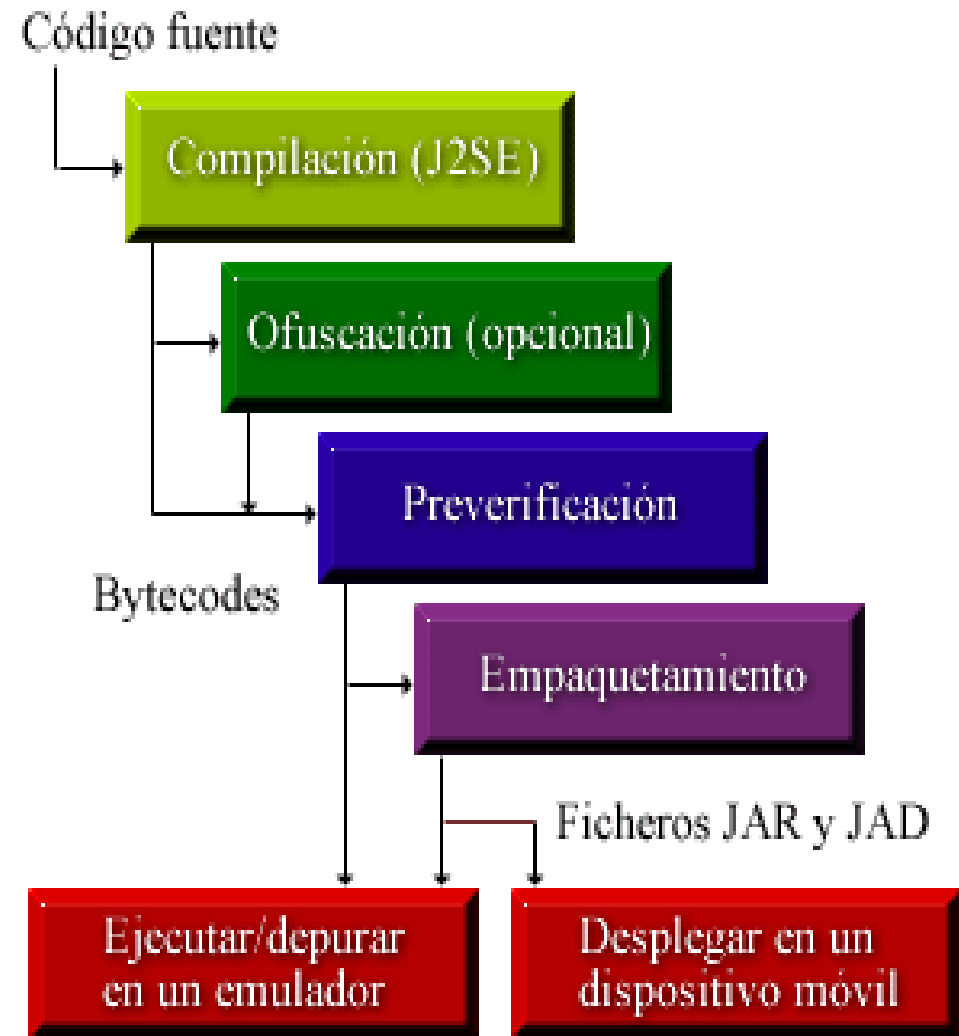 Código fuente
Compilación (J2SE)
Ofuscación (opcional)
Preverificación
Bytecodes
Empaquetamiento
Ficheros JAR y JAD
Ejecutar/depurar
en un emulador
Desplegar en un
dispositivo móvil